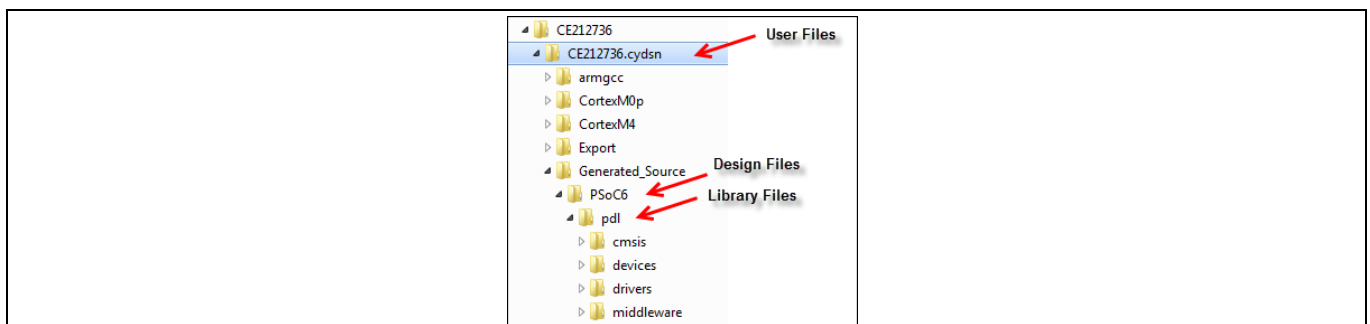 CE212736
User Files
CE212736.cydsn
armgcc
CortexM0p
CortexM4
Export
Generated_Source
Design Files
PSoC6
Library Files
pdl
cmsis
devices
drivers
middleware